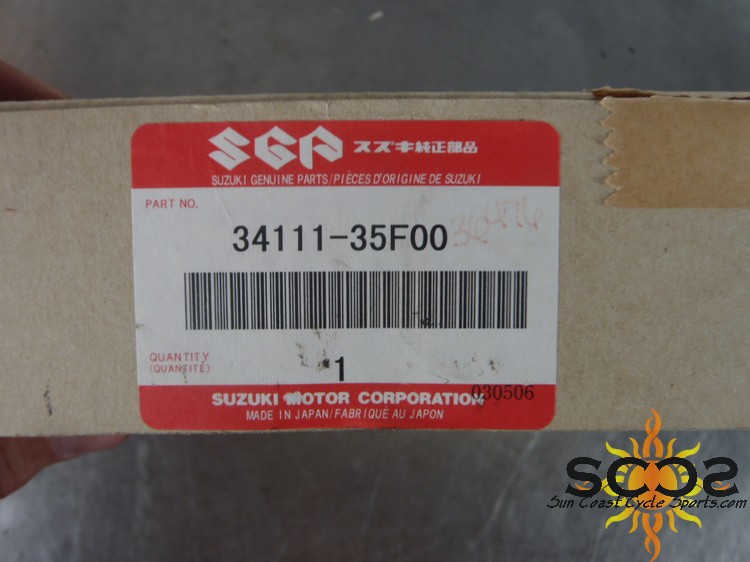 SGP スズキ純正部品
SUZUKI GENUINE PARTS/PIÈCES D'ORIGINE DE SUZUKI
PART NO.
34111-35F00
QUANTITY
(QUANTITÉ)
1
SUZUKI MOTOR CORPORATION
030506
MADE IN JAPAN/FABRIQUÉ AU JAPON
SCCS
Sun Coast Cycle Sports.com